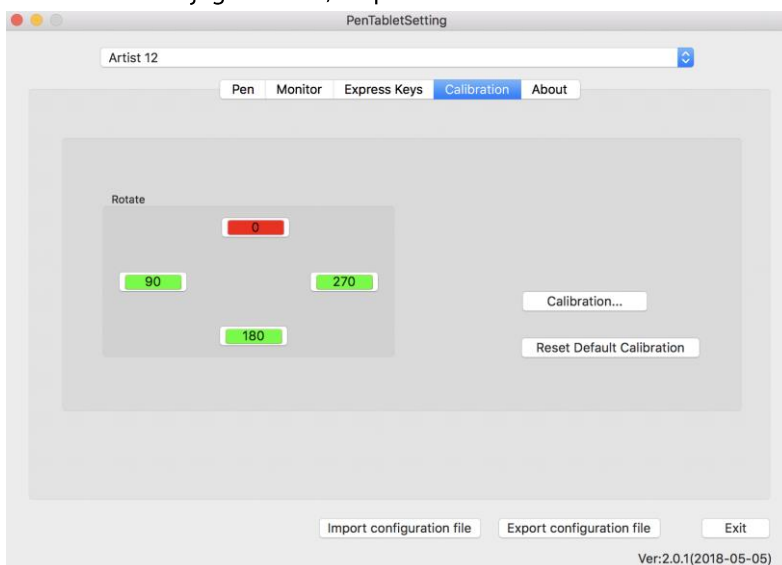 PenTabletSetting
Artist 12
Pen Monitor Express Keys Calibration About
Rotate
0
90 270
Calibration...
180
Reset Default Calibration
Import configuration file Export configuration file Exit
Ver:2.0.1(2018-05-05)